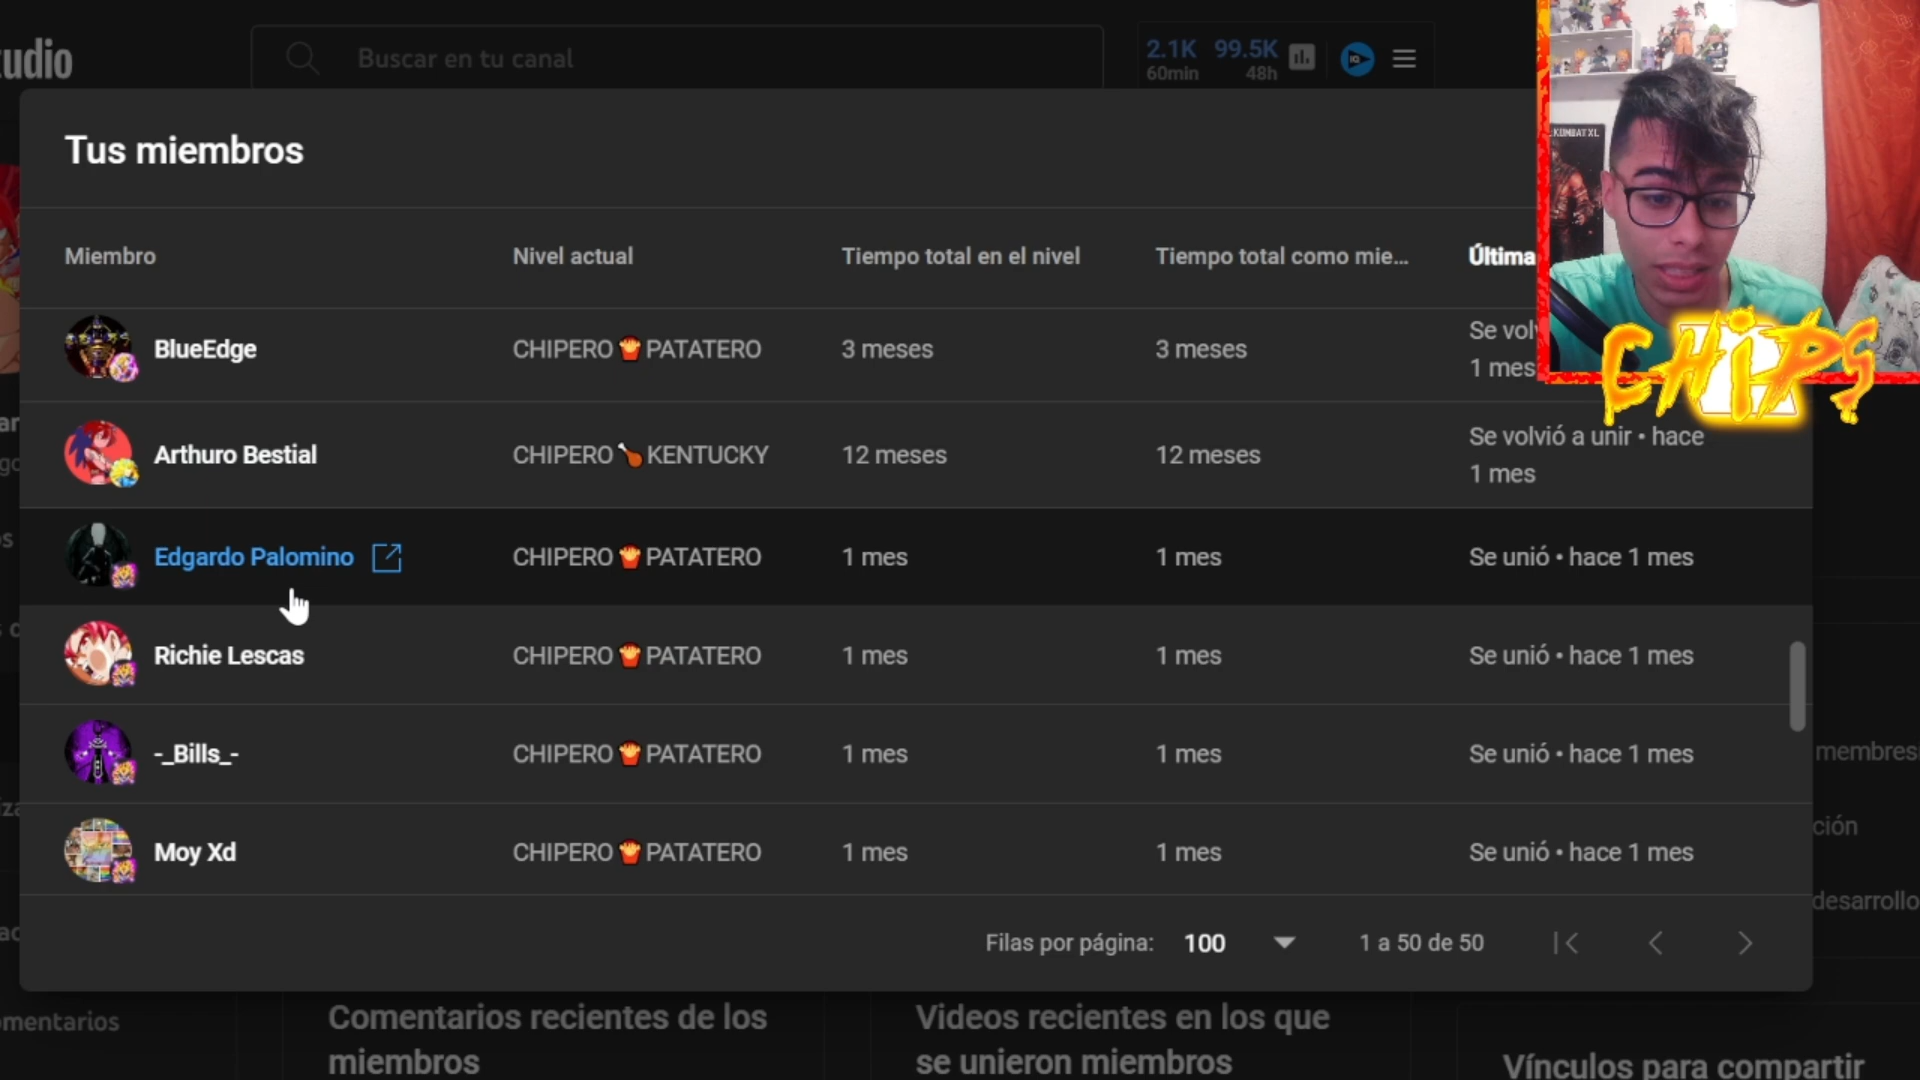 tudio
Buscar en tu canal
2.1K 99.5K
60min 48h
KOMBAT XL
Tus miembros
Miembro Nivel actual Tiempo total en el nivel Tiempo total como mie... Última
BlueEdge CHIPERO 🍟 PATATERO 3 meses 3 meses Se vol
1 mes
CHIPS
Arthuro Bestial CHIPERO 🍗 KENTUCKY 12 meses 12 meses Se volvió a unir • hace
1 mes
Edgardo Palomino CHIPERO 🍟 PATATERO 1 mes 1 mes Se unió • hace 1 mes
Richie Lescas CHIPERO 🍟 PATATERO 1 mes 1 mes Se unió • hace 1 mes
-_Bills_- CHIPERO 🍟 PATATERO 1 mes 1 mes Se unió • hace 1 mes
membres
ción
Moy Xd CHIPERO 🍟 PATATERO 1 mes 1 mes Se unió • hace 1 mes
desarrollo
Filas por página: 100 1 a 50 de 50
omentarios
Comentarios recientes de los
miembros
Videos recientes en los que
se unieron miembros
Vínculos para compartir